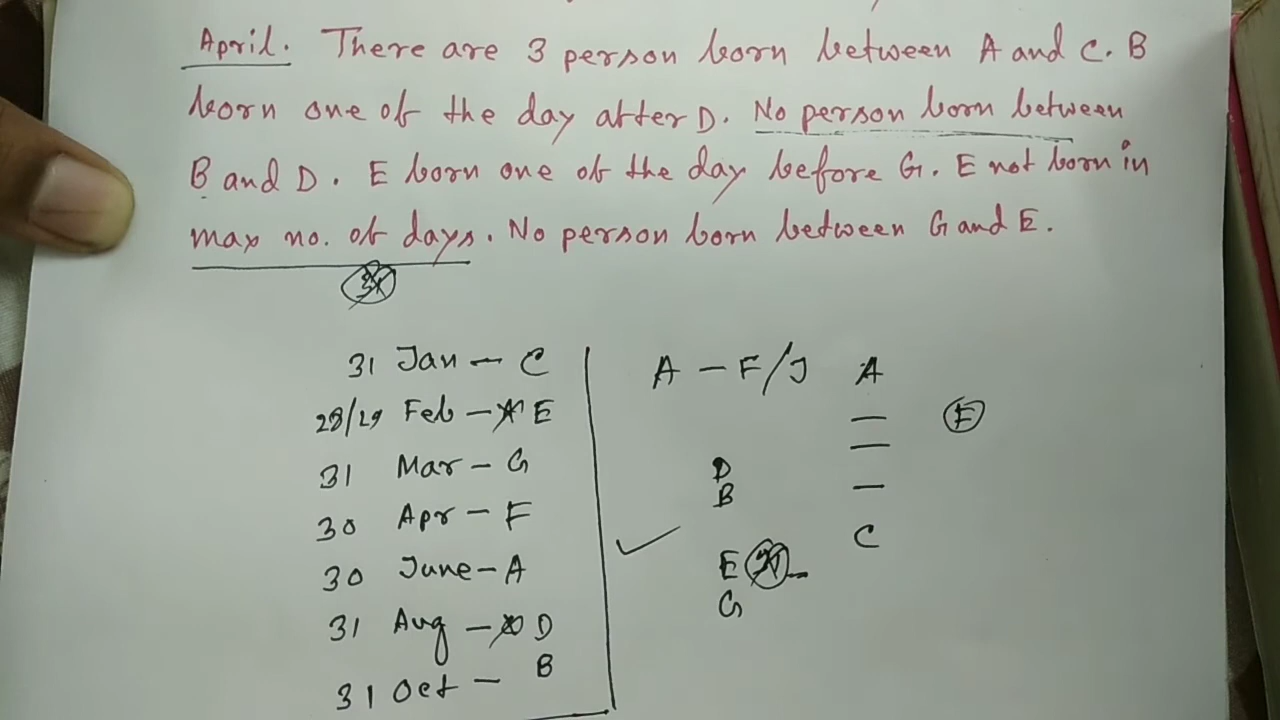 April. There are 3 person born between A and C. B
born one of the day after D. No person born between
B and D. E born one of the day before G. E not born in
max no. of days. No person born between G and E.
31
31 Jan - C
28/29 Feb - A E
31 Mar - G
30 Apr - F
30 June - A
31 Aug - D
31 Oct - B
A - F/J
D
B
E 31 -
G
A
-
-
-
C
F